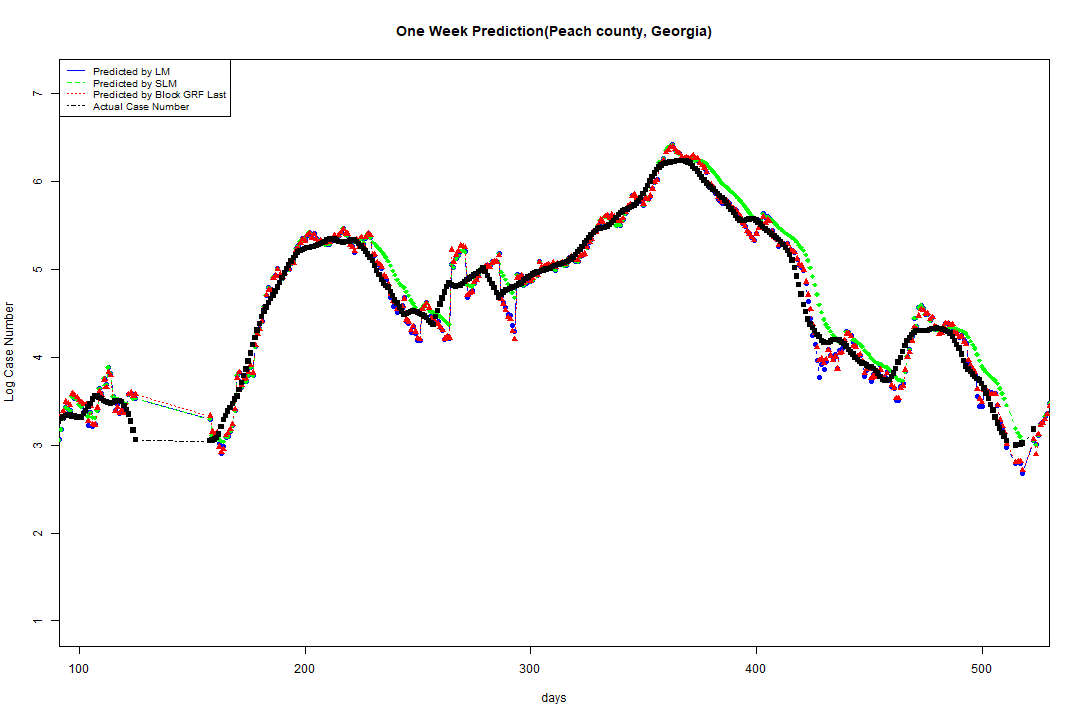 One Week Prediction(Peach county, Georgia)
Predicted by LM
Predicted by SLM
Predicted by Block GRF Last
Actual Case Number
7
6
5
4
3
2
1
Log Case Number
100 200 300 400 500
days